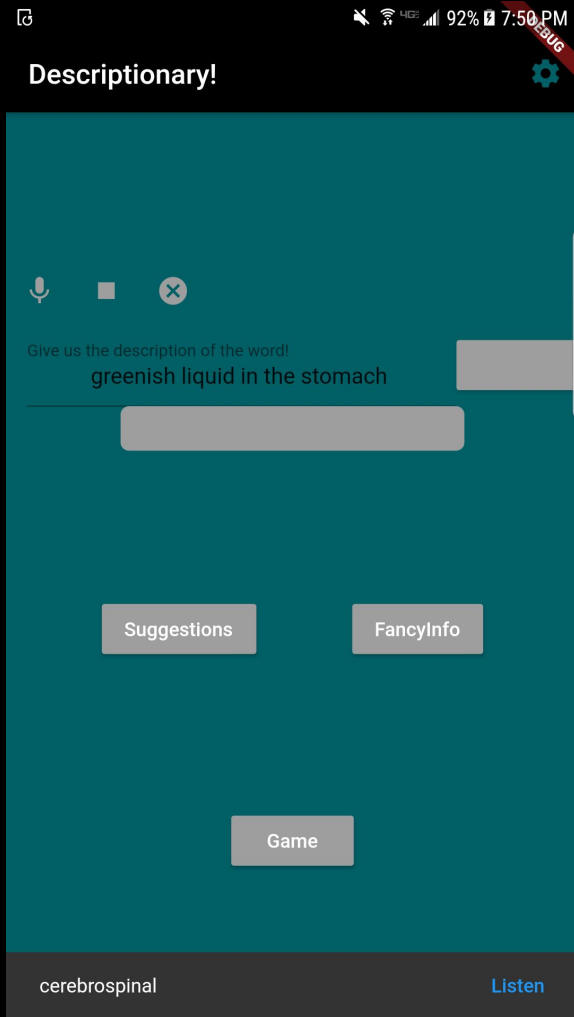 4G 92% 7:50 PM
DEBUG
Descriptionary!
Give us the description of the word!
greenish liquid in the stomach
Suggestions FancyInfo
Game
cerebrospinal Listen